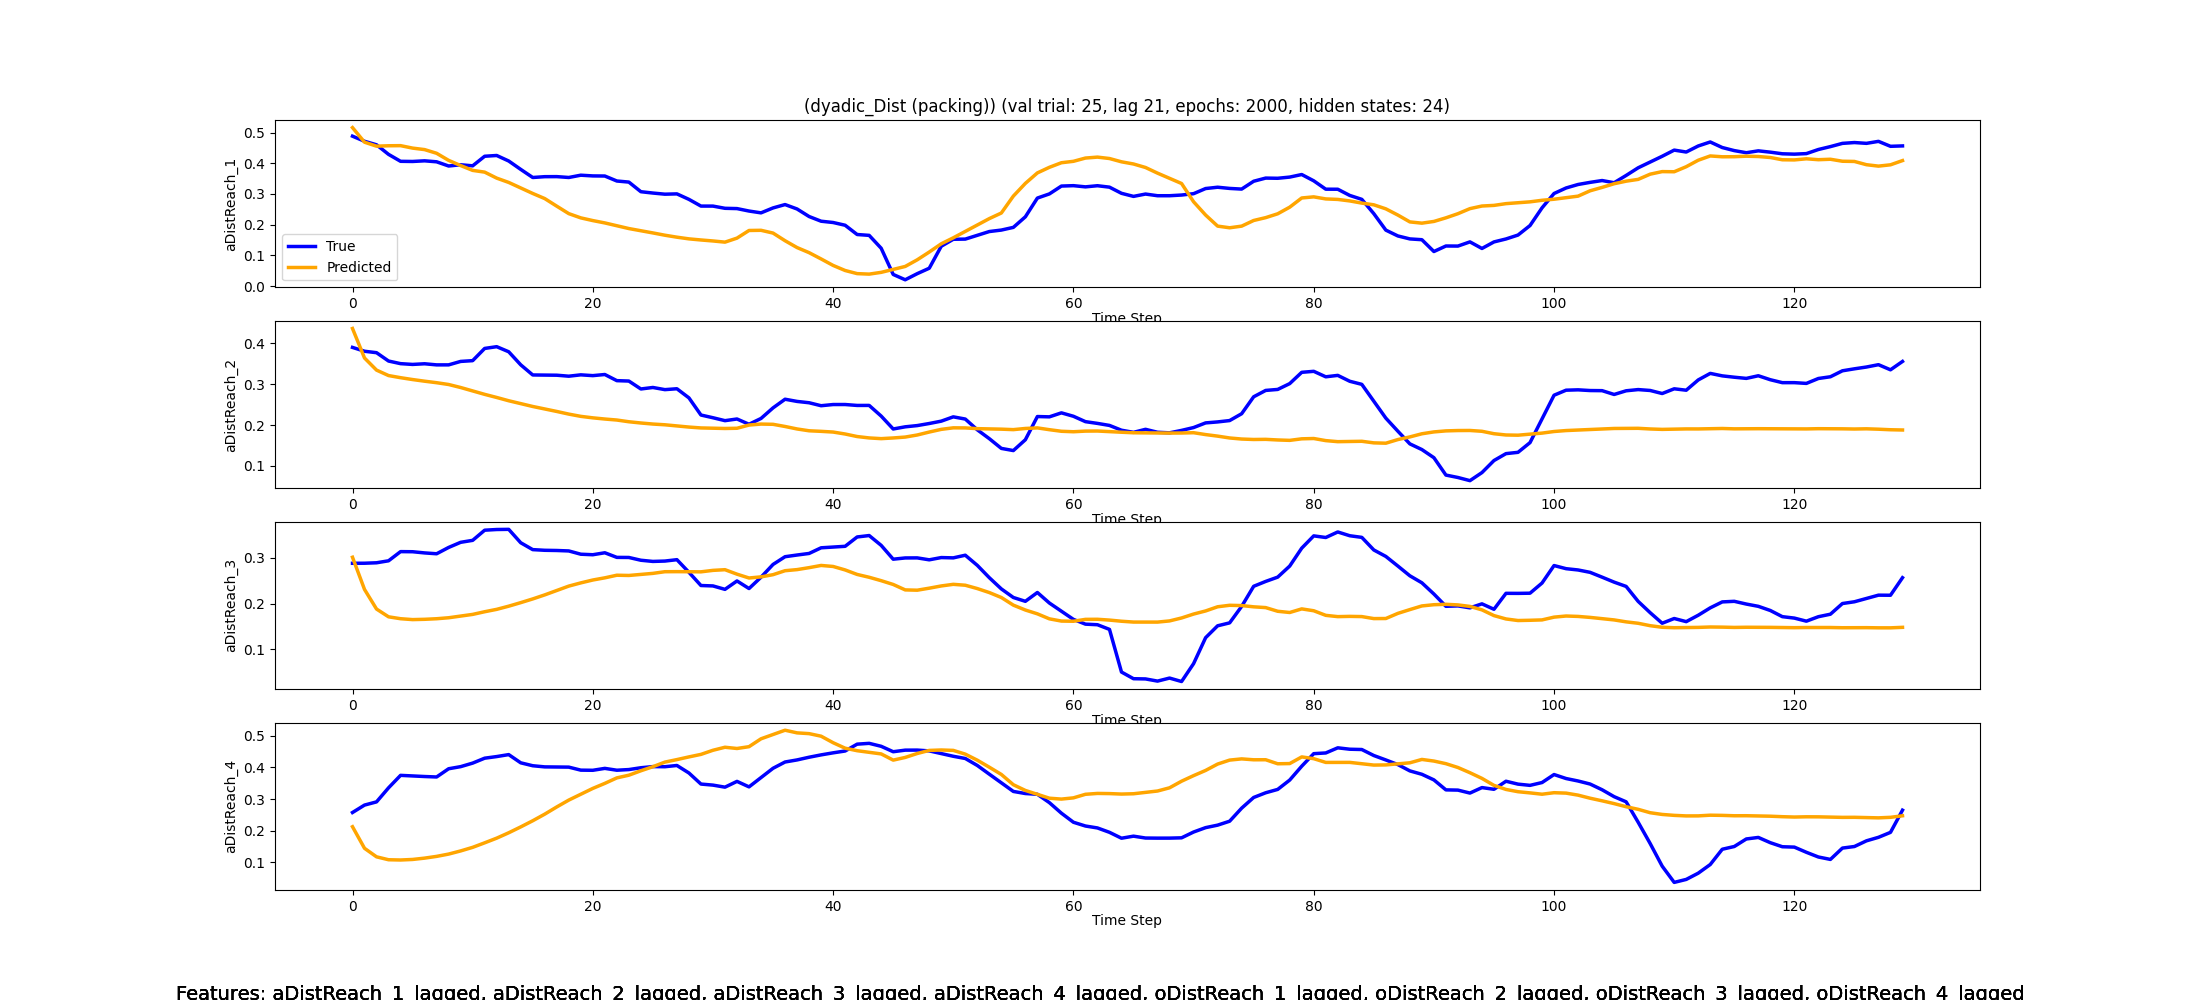 (dyadic_Dist (packing)) (val trial: 25, lag 21, epochs: 2000, hidden states: 24)
aDistReach_1
0.5
0.4
0.3
0.2
0.1
0.0
True
Predicted
0 20 40 60 80 100 120
Time Step
aDistReach_2
0.4
0.3
0.2
0.1
0 20 40 60 80 100 120
Time Step
aDistReach_3
0.3
0.2
0.1
0 20 40 60 80 100 120
Time Step
aDistReach_4
0.5
0.4
0.3
0.2
0.1
0 20 40 60 80 100 120
Time Step
Features: aDistReach_1_lagged, aDistReach_2_lagged, aDistReach_3_lagged, aDistReach_4_lagged, oDistReach_1_lagged, oDistReach_2_lagged, oDistReach_3_lagged, oDistReach_4_lagged